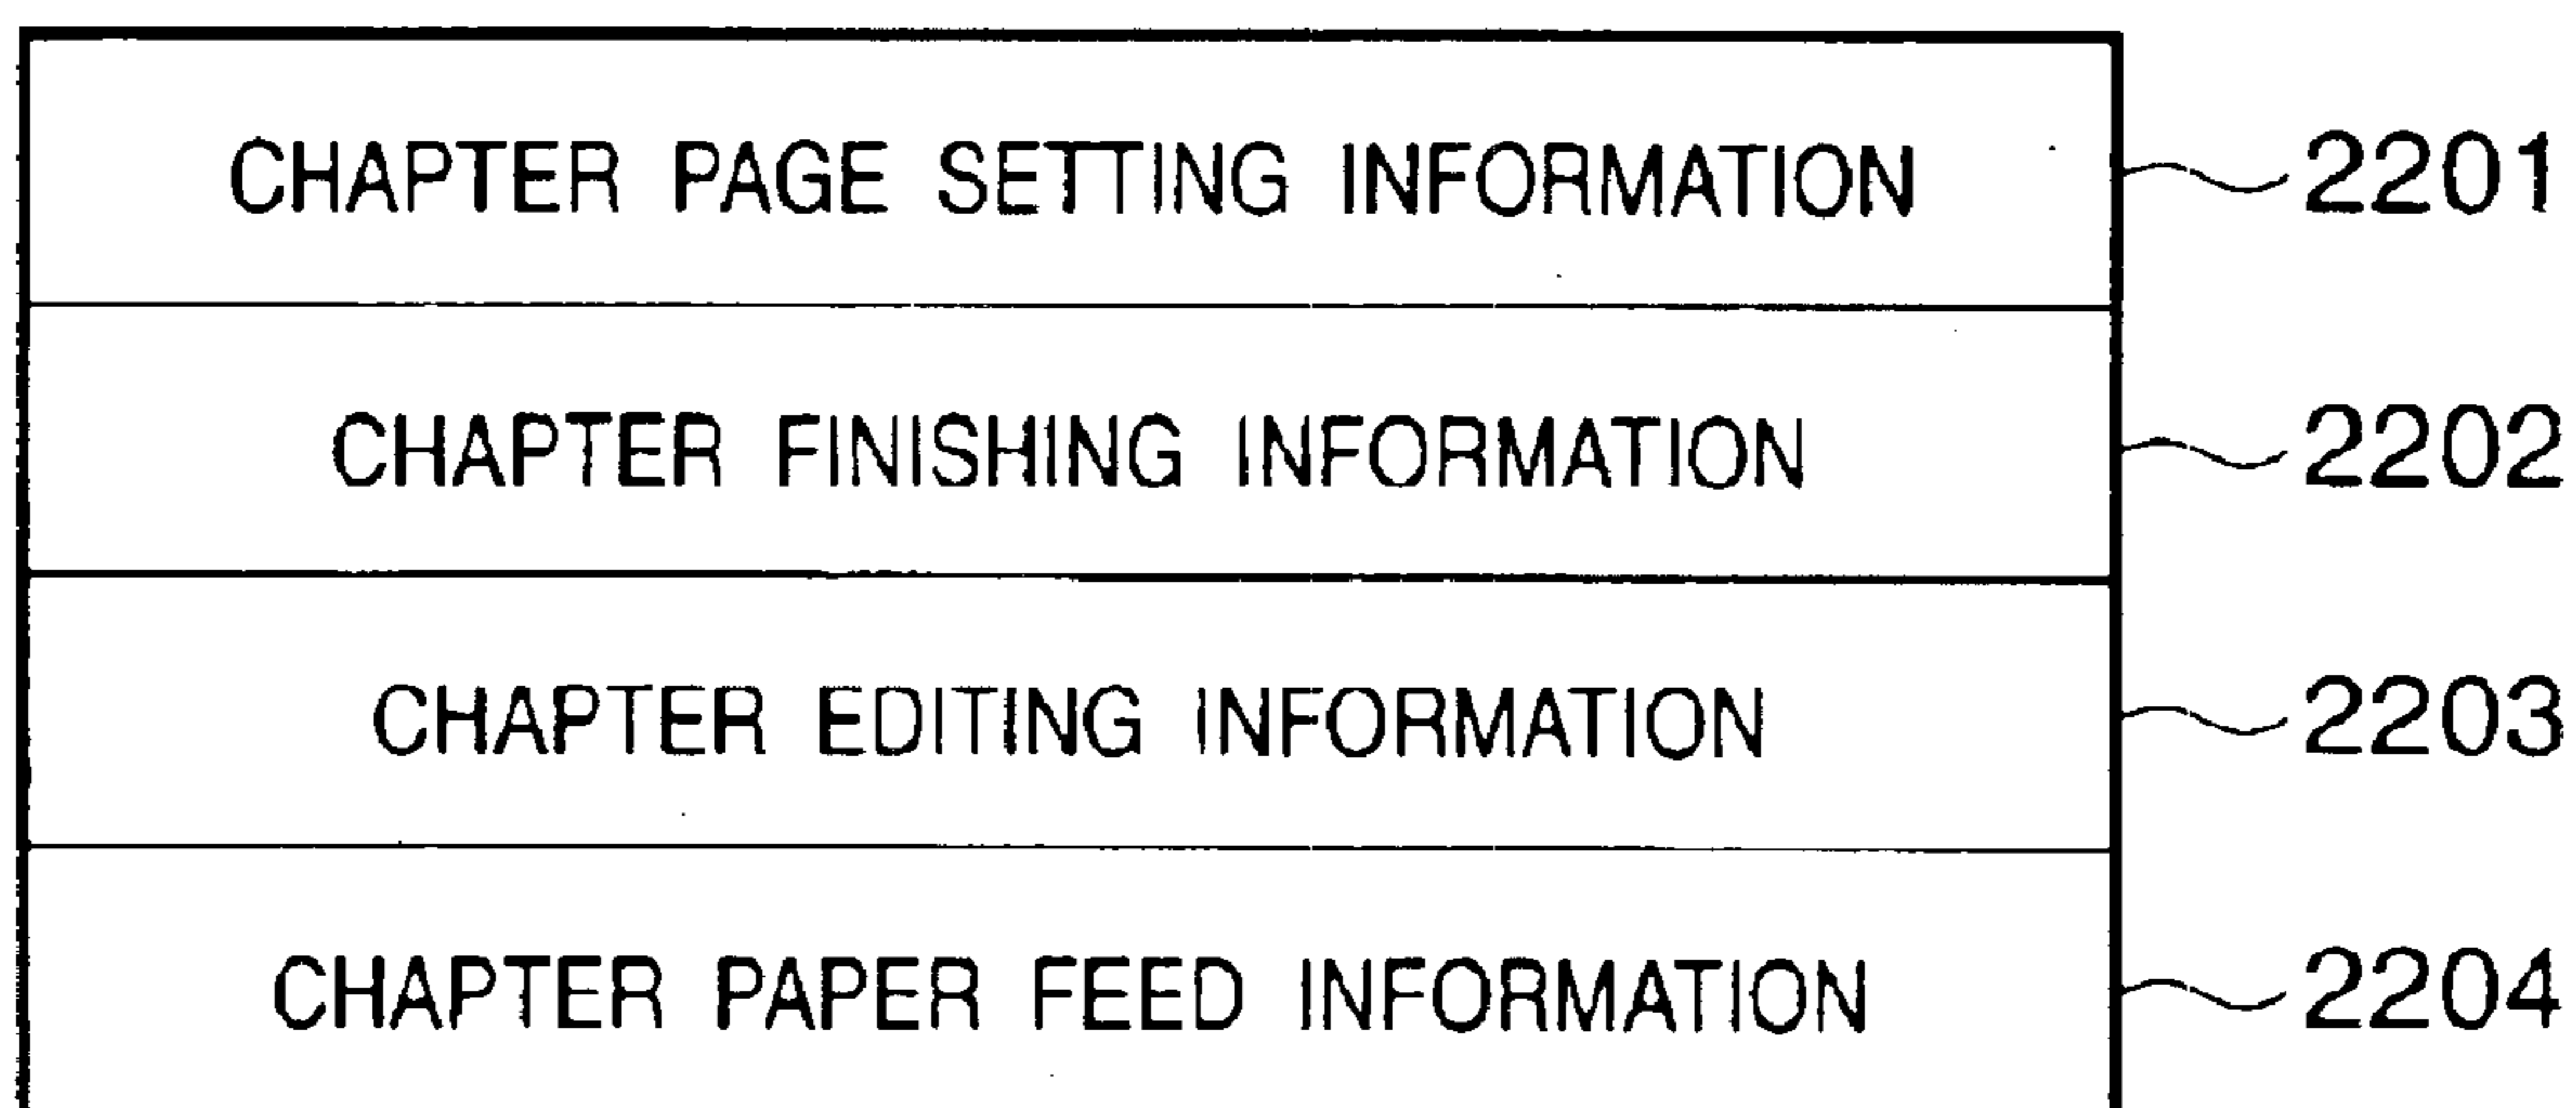 CHAPTER PAGE SETTING INFORMATION 2201
CHAPTER FINISHING INFORMATION 2202
CHAPTER EDITING INFORMATION 2203
CHAPTER PAPER FEED INFORMATION 2204